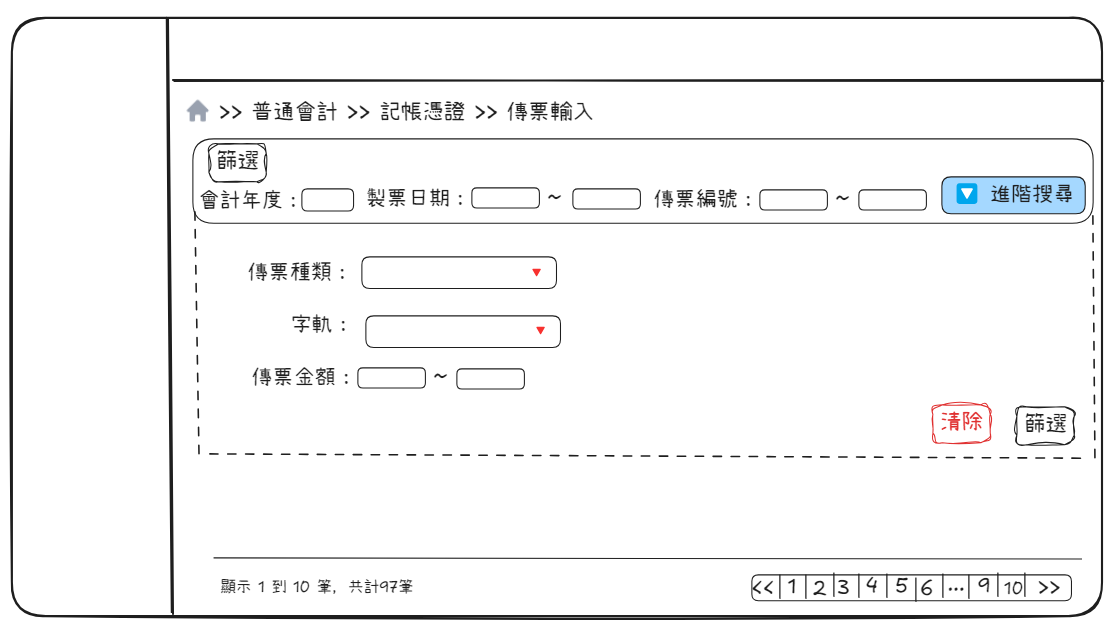 >> 普通會計 >> 記帳憑證 >> 傳票輸入
篩選
會計年度： 製票日期： ~ 傳票編號： ~ 進階搜尋
傳票種類：
字軌：
傳票金額： ~
清除 篩選
顯示 1 到 10 筆, 共計97筆 << 1 2 3 4 5 6 ... 9 10 >>